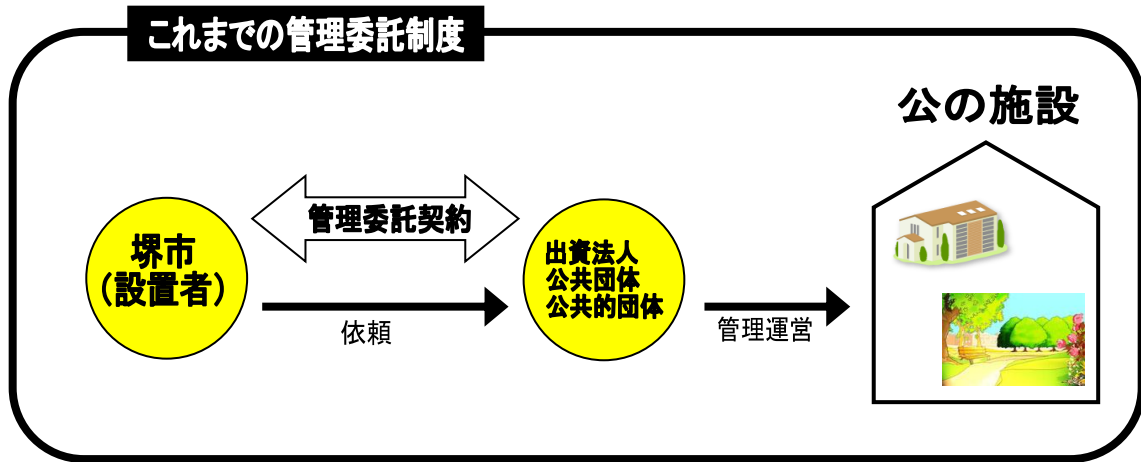 これまでの管理委託制度
公の施設
管理委託契約
堺市
（設置者）
出資法人
公共団体
公共的団体
依頼
管理運営